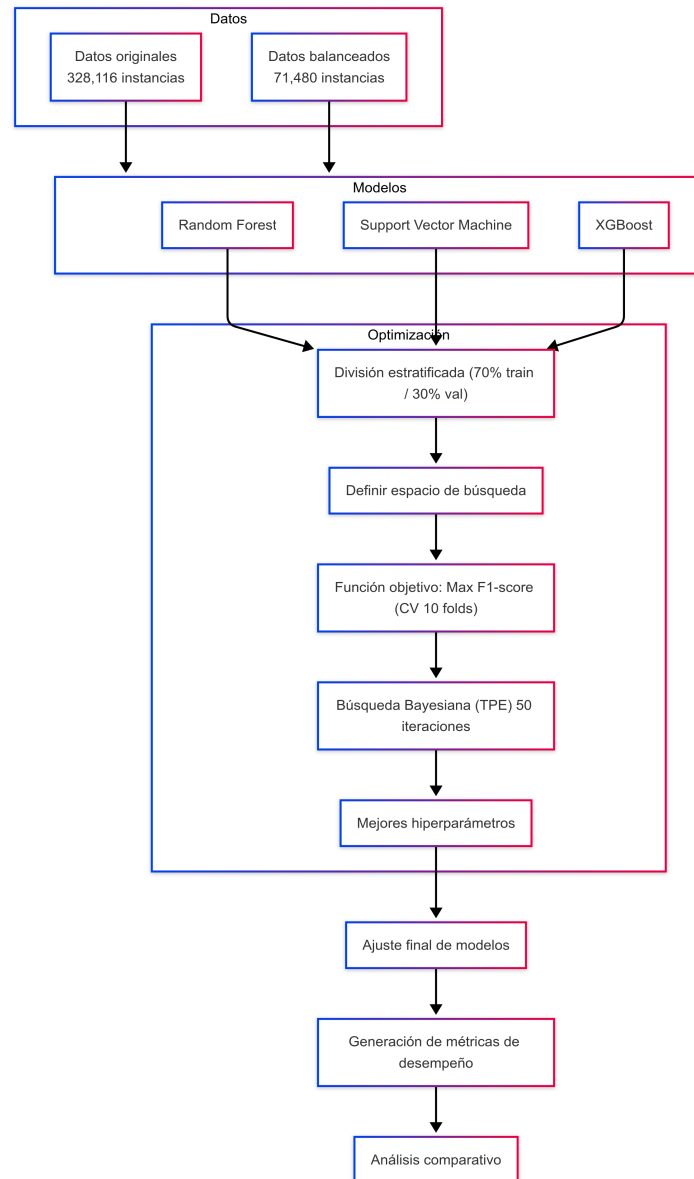 Datos
Datos originales
328,116 instancias
Datos balanceados
71,480 instancias
Modelos
Random Forest
Support Vector Machine
XGBoost
Optimización
División estratificada (70% train
/ 30% val)
Definir espacio de búsqueda
Función objetivo: Max F1-score
(CV 10 folds)
Búsqueda Bayesiana (TPE) 50
iteraciones
Mejores hiperparámetros
Ajuste final de modelos
Generación de métricas de
desempeño
Análisis comparativo